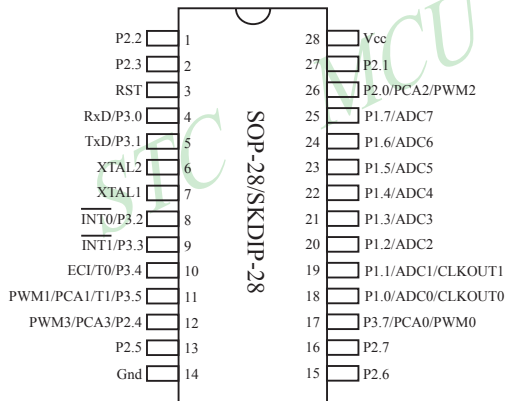 P2.2 1 28 Vcc
P2.3 2 27 P2.1
RST 3 26 P2.0/PCA2/PWM2
RxD/P3.0 4 25 P1.7/ADC7
TxD/P3.1 5 24 P1.6/ADC6
XTAL2 6 23 P1.5/ADC5
XTAL1 7 22 P1.4/ADC4
INT0/P3.2 8 21 P1.3/ADC3
INT1/P3.3 9 20 P1.2/ADC2
ECI/T0/P3.4 10 19 P1.1/ADC1/CLKOUT1
PWM1/PCA1/T1/P3.5 11 18 P1.0/ADC0/CLKOUT0
PWM3/PCA3/P2.4 12 17 P3.7/PCA0/PWM0
P2.5 13 16 P2.7
Gnd 14 15 P2.6
SOP-28/SKDIP-28
STC MCU